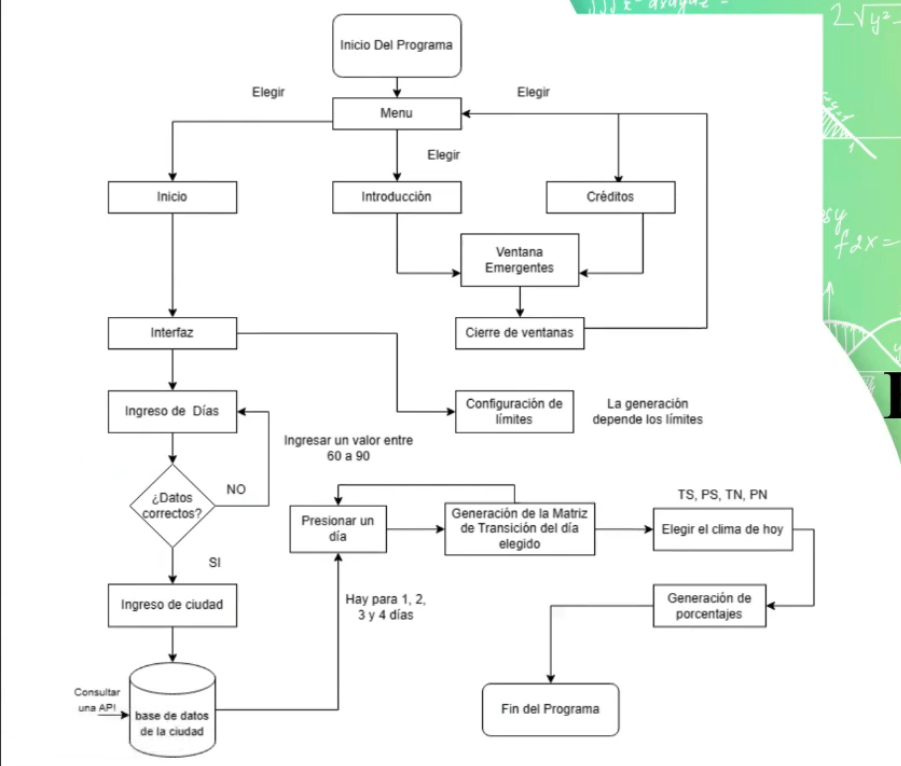 Inicio Del Programa
Elegir
Elegir
Menu
Elegir
Inicio
Introducción
Créditos
Ventana
Emergentes
Interfaz
Cierre de ventanas
Ingreso de Días
Configuración de
límites
La generación
depende los límites
Ingresar un valor entre
60 a 90
NO
¿Datos
correctos?
SI
Presionar un
día
Generación de la Matriz
de Transición del día
elegido
TS, PS, TN, PN
Elegir el clima de hoy
Ingreso de ciudad
Hay para 1, 2,
3 y 4 días
Generación de
porcentajes
Consultar
una API
base de datos
de la ciudad
Fin del Programa
2√y²
f2x=